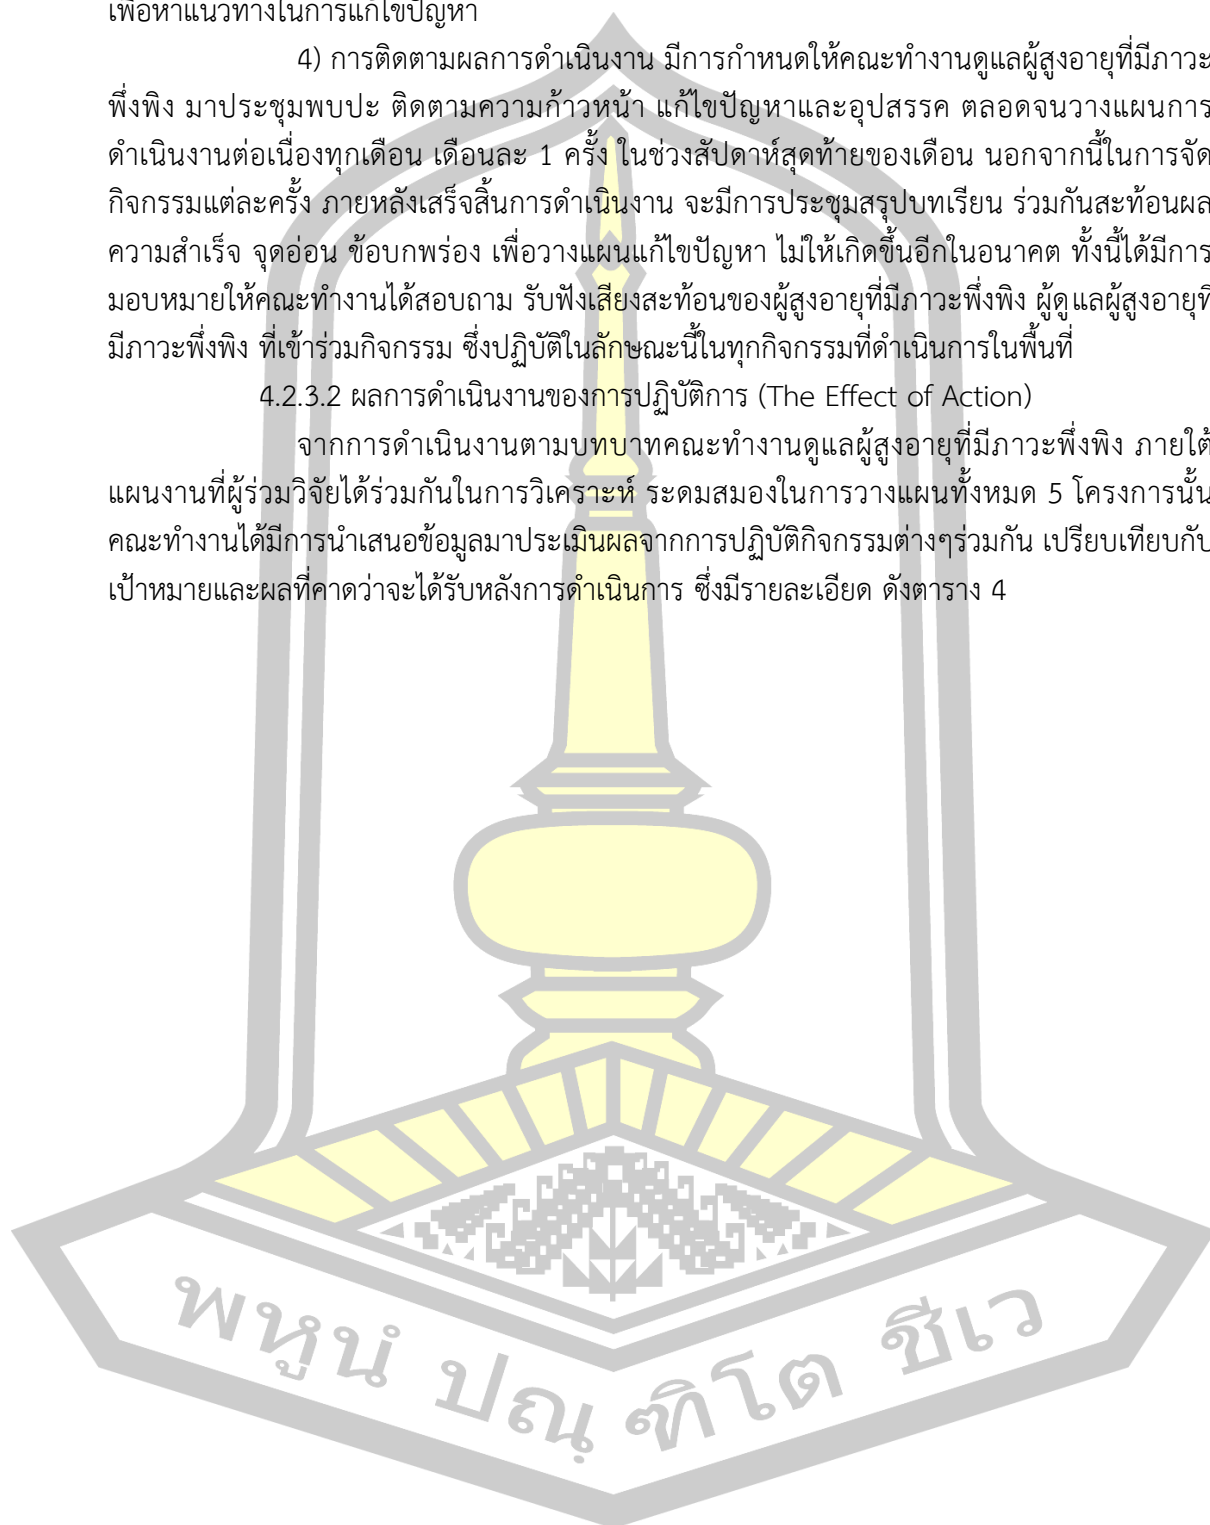 เพื่อหาแนวทางในการแก้ไขปัญหา
4) การติดตามผลการดำเนินงาน มีการกำหนดให้คณะทำงานดูแลผู้สูงอายุที่มีภาวะ
พึ่งพิง มาประชุมพบปะ ติดตามความก้าวหน้า แก้ไขปัญหาและอุปสรรค ตลอดจนวางแผนการ
ดำเนินงานต่อเนื่องทุกเดือน เดือนละ 1 ครั้ง ในช่วงสัปดาห์สุดท้ายของเดือน นอกจากนี้ในการจัด
กิจกรรมแต่ละครั้ง ภายหลังเสร็จสิ้นการดำเนินงาน จะมีการประชุมสรุปบทเรียน ร่วมกันสะท้อนผล
ความสำเร็จ จุดอ่อน ข้อบกพร่อง เพื่อวางแผนแก้ไขปัญหา ไม่ให้เกิดขึ้นอีกในอนาคต ทั้งนี้ได้มีการ
มอบหมายให้คณะทำงานได้สอบถาม รับฟังเสียงสะท้อนของผู้สูงอายุที่มีภาวะพึ่งพิง ผู้ดูแลผู้สูงอายุที่
มีภาวะพึ่งพิง ที่เข้าร่วมกิจกรรม ซึ่งปฏิบัติในลักษณะนี้ในทุกกิจกรรมที่ดำเนินการในพื้นที่
4.2.3.2 ผลการดำเนินงานของการปฏิบัติการ (The Effect of Action)
จากการดำเนินงานตามบทบาทคณะทำงานดูแลผู้สูงอายุที่มีภาวะพึ่งพิง ภายใต้
แผนงานที่ผู้ร่วมวิจัยได้ร่วมกันในการวิเคราะห์ ระดมสมองในการวางแผนทั้งหมด 5 โครงการนั้น
คณะทำงานได้มีการนำเสนอข้อมูลมาประเมินผลจากการปฏิบัติกิจกรรมต่างๆร่วมกัน เปรียบเทียบกับ
เป้าหมายและผลที่คาดว่าจะได้รับหลังการดำเนินการ ซึ่งมีรายละเอียด ดังตาราง 4
พหูนํ ปณฺฑิโต ชีเว